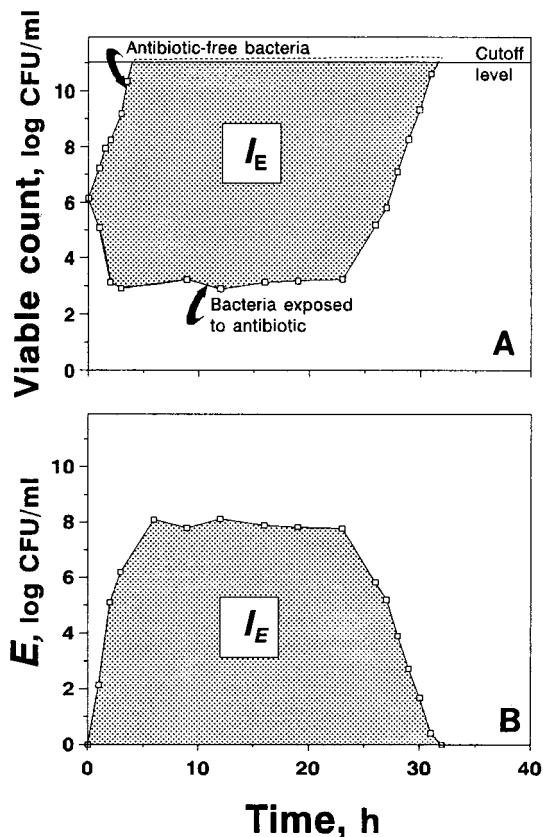 Viable count, log CFU/ml
10
8
6
4
2
0
Antibiotic-free bacteria
Cutoff
level
I_E
Bacteria exposed
to antibiotic
A
E, log CFU/ml
10
8
6
4
2
0
I_E
B
0
10
20
30
40
Time, h